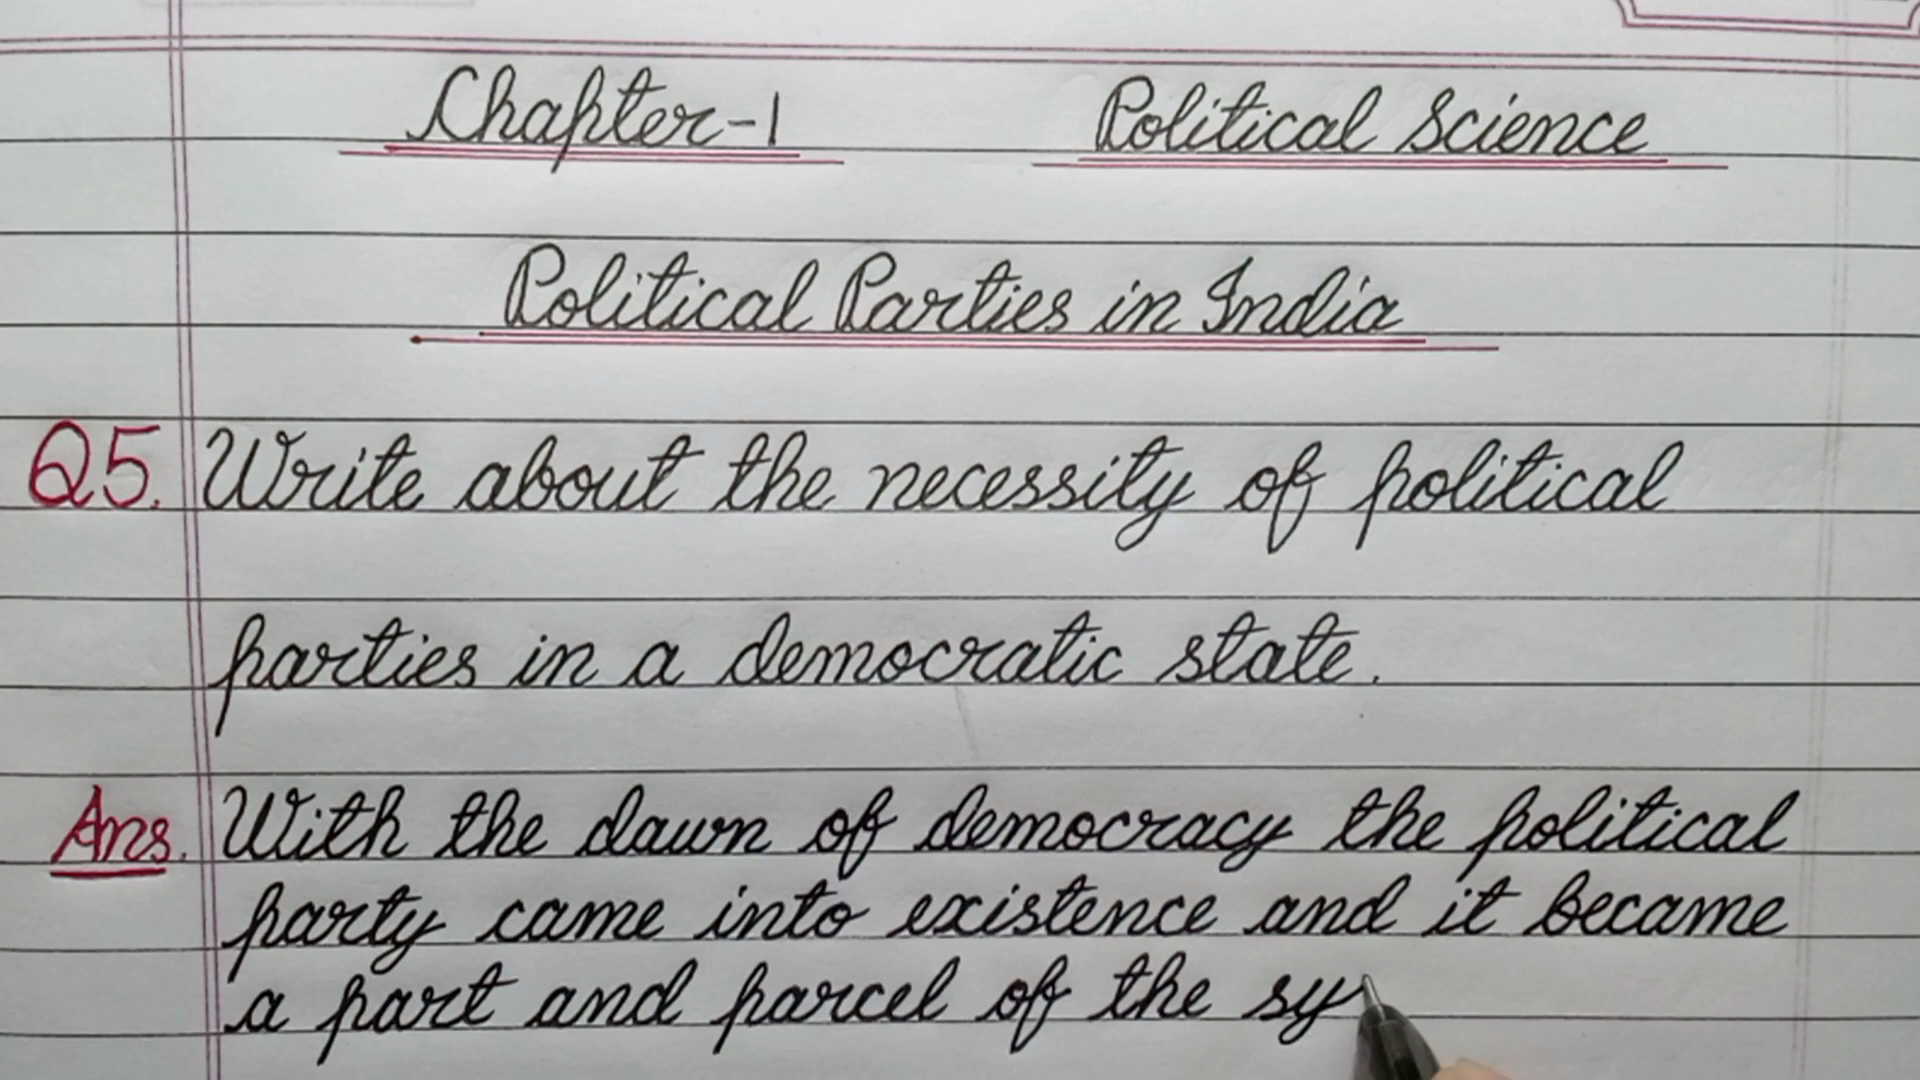 Chapter-1 Political Science
Political Parties in India
Q5. Write about the necessity of political
parties in a democratic state.
Ans. With the dawn of democracy the political
party came into existence and it became
a part and parcel of the sy